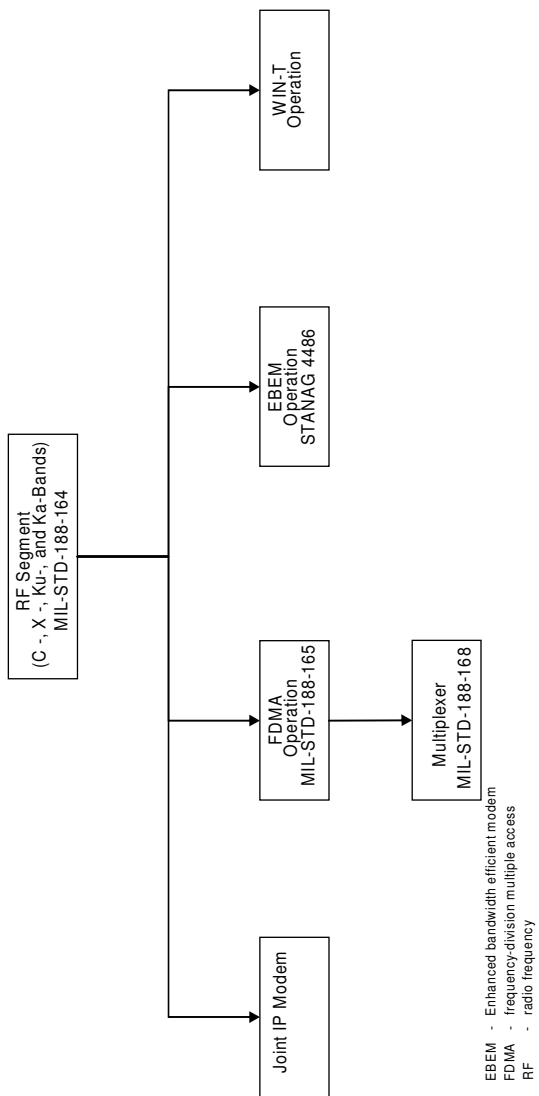 RF Segment
(C -, X -, Ku-, and Ka-Bands)
MIL-STD-188-164
Joint IP Modem
FDMA
Operation
MIL-STD-188-165
EBEM
Operation
STANAG 4486
WIN-T
Operation
Multiplexer
MIL-STD-188-168
EBEM - Enhanced bandwidth efficient modem
FDMA - frequency-division multiple access
RF - radio frequency